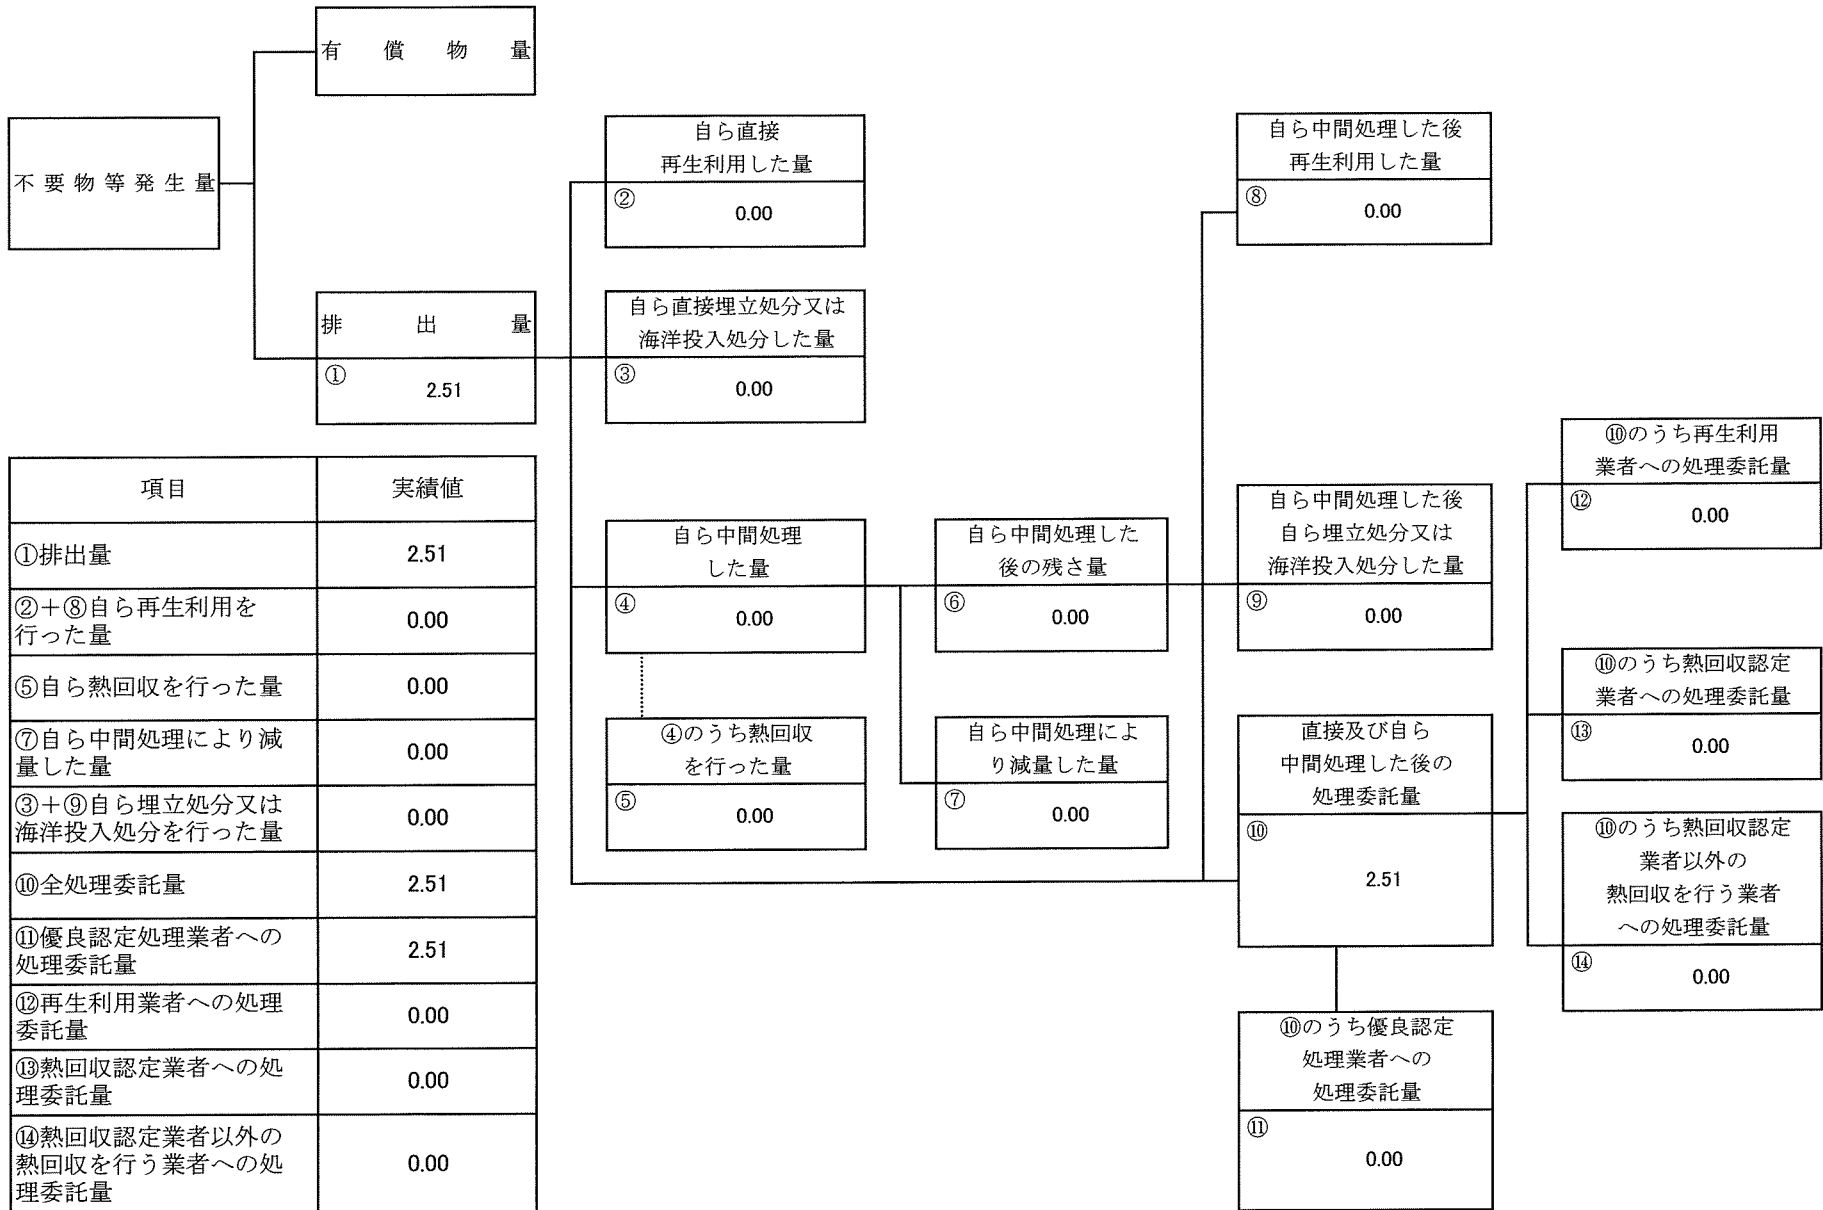 有償物量
不要物等発生量
排出量
①
2.51
自ら直接
再生利用した量
②
0.00
自ら直接埋立処分又は
海洋投入処分した量
③
0.00
自ら中間処理
した量
④
0.00
④のうち熱回収
を行った量
⑤
0.00
自ら中間処理した
後の残さ量
⑥
0.00
自ら中間処理によ
り減量した量
⑦
0.00
自ら中間処理した後
再生利用した量
⑧
0.00
自ら中間処理した後
自ら埋立処分又は
海洋投入処分した量
⑨
0.00
直接及び自ら
中間処理した後の
処理委託量
⑩
2.51
⑩のうち優良認定
処理業者への
処理委託量
⑪
0.00
⑩のうち再生利用
業者への処理委託量
⑫
0.00
⑩のうち熱回収認定
業者への処理委託量
⑬
0.00
⑩のうち熱回収認定
業者以外の
熱回収を行う業者
への処理委託量
⑭
0.00
項目 実績値
①排出量 2.51
②+⑧自ら再生利用を
行った量 0.00
⑤自ら熱回収を行った量 0.00
⑦自ら中間処理により減
量した量 0.00
③+⑨自ら埋立処分又は
海洋投入処分を行った量 0.00
⑩全処理委託量 2.51
⑪優良認定処理業者への
処理委託量 2.51
⑫再生利用業者への処理
委託量 0.00
⑬熱回収認定業者への処
理委託量 0.00
⑭熱回収認定業者以外の
熱回収を行う業者への処
理委託量 0.00